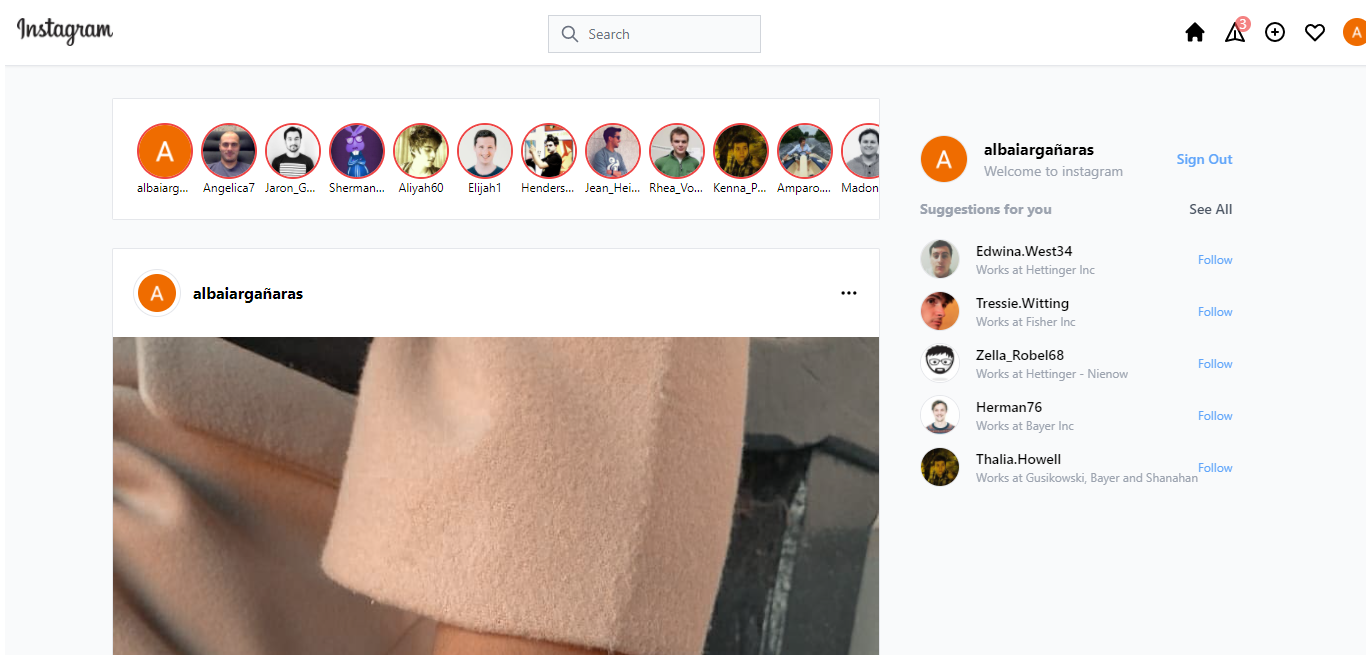 Instagram
Search
3
A
A
albaiarg...
Angelica7
Jaron_G...
Sherman...
Aliyah60
Elijah1
Henders...
Jean_Hei...
Rhea_Vo...
Kenna_P...
Amparo....
Madon
A
albaiargañaras
Welcome to instagram
Sign Out
Suggestions for you
See All
Edwina.West34
Works at Hettinger Inc
Follow
Tressie.Witting
Works at Fisher Inc
Follow
Zella_Robel68
Works at Hettinger - Nienow
Follow
Herman76
Works at Bayer Inc
Follow
Thalia.Howell
Works at Gusikowski, Bayer and Shanahan
Follow
A
albaiargañaras